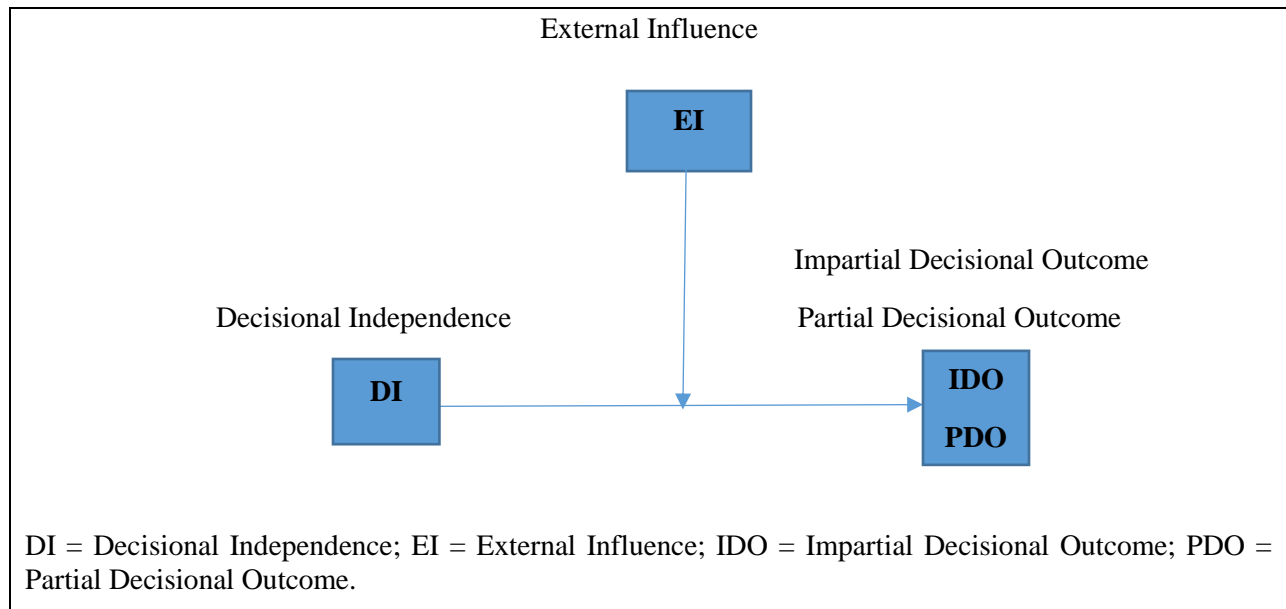 External Influence
EI
Impartial Decisional Outcome
Decisional Independence
Partial Decisional Outcome
DI
IDO
PDO
DI = Decisional Independence; EI = External Influence; IDO = Impartial Decisional Outcome; PDO =
Partial Decisional Outcome.